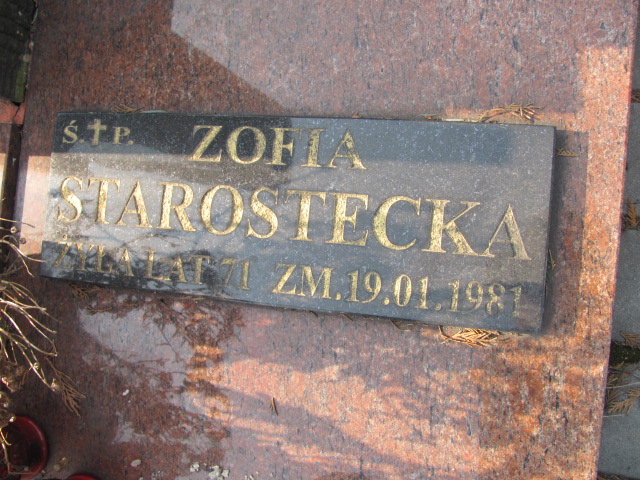 Ś.†P. ZOFIA
STAROSTECKA
ŻYŁA LAT 71 ZM.19.01.1981